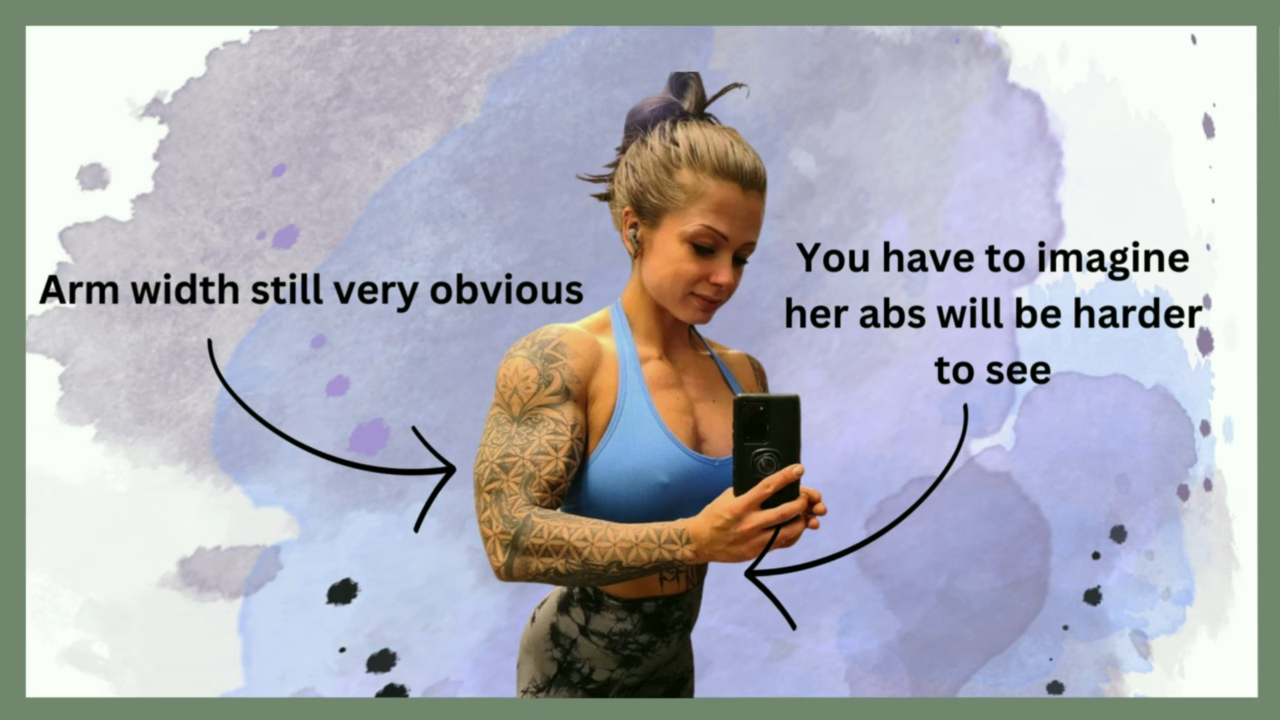 Arm width still very obvious
You have to imagine
her abs will be harder
to see